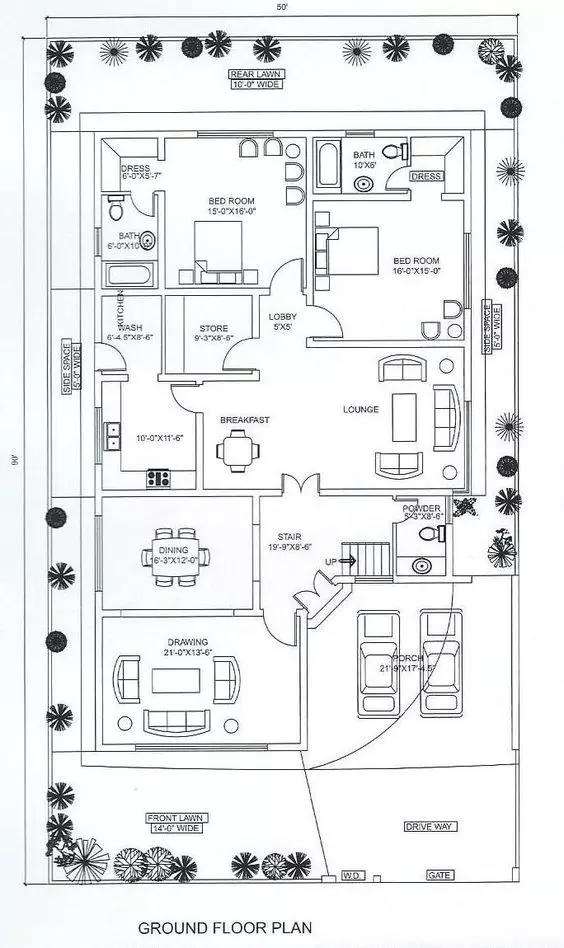 50'
REAR LAWN
10'-0" WIDE
DRESS
6'-0"X5'-7"
BED ROOM
15'-0"X16'-0"
BATH
10'X6'
DRESS
BATH
6'-0"X10'
BED ROOM
16'-0"X15'-0"
KITCHEN
WASH
6'-4.5"X8'-6"
STORE
9'-3"X8'-6"
LOBBY
5'X5'
SIDE SPACE
5'-0" WIDE
SIDE SPACE
5'-0" WIDE
BREAKFAST
LOUNGE
10'-0"X11'-6"
90'
POWDER
5'-3"X8'-6"
STAIR
19'-9"X8'-6"
UP
DINING
16'-3"X12'-0"
DRAWING
21'-0"X13'-6"
PORCH
21'-9"X17'-4.5"
FRONT LAWN
14'-0" WIDE
DRIVE WAY
W.D.
GATE
GROUND FLOOR PLAN